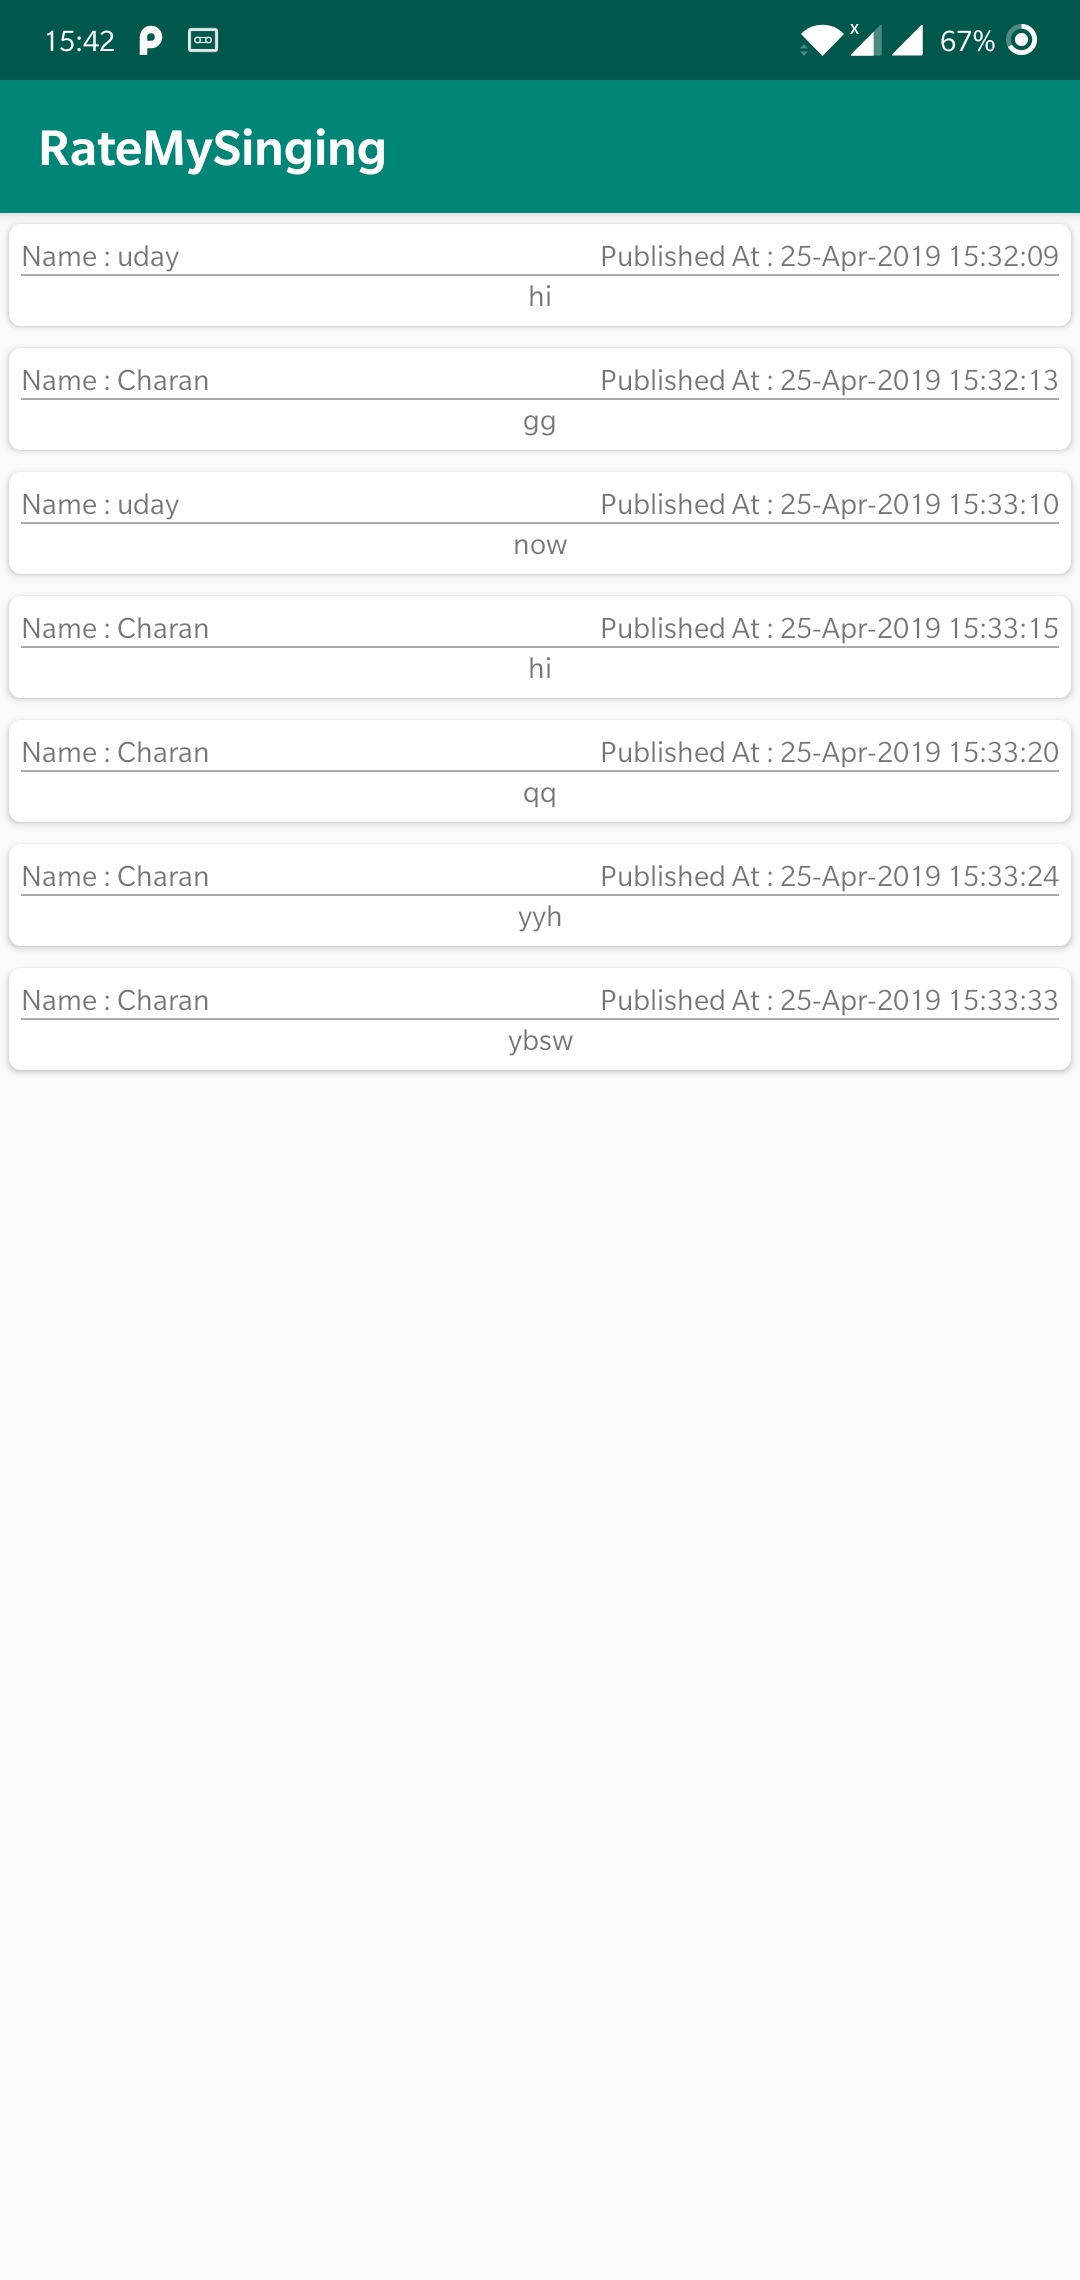 15:42
x
67%
RateMySinging
Name : uday Published At : 25-Apr-2019 15:32:09
hi
Name : Charan Published At : 25-Apr-2019 15:32:13
gg
Name : uday Published At : 25-Apr-2019 15:33:10
now
Name : Charan Published At : 25-Apr-2019 15:33:15
hi
Name : Charan Published At : 25-Apr-2019 15:33:20
qq
Name : Charan Published At : 25-Apr-2019 15:33:24
yyh
Name : Charan Published At : 25-Apr-2019 15:33:33
ybsw